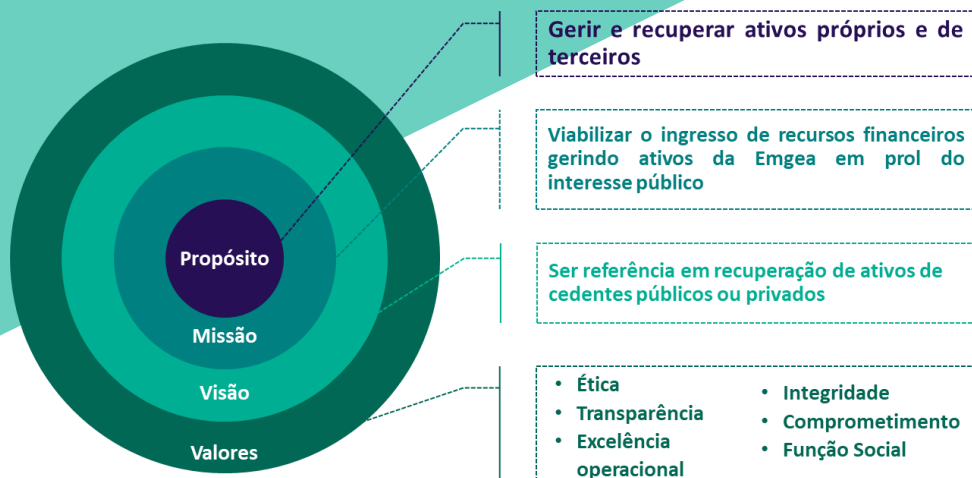 Gerir e recuperar ativos próprios e de
terceiros
Viabilizar o ingresso de recursos financeiros
gerindo ativos da Emgea em prol do
interesse público
Propósito
Ser referência em recuperação de ativos de
cedentes públicos ou privados
Missão
Visão
Valores
• Ética
• Transparência
• Excelência
operacional
• Integridade
• Comprometimento
• Função Social